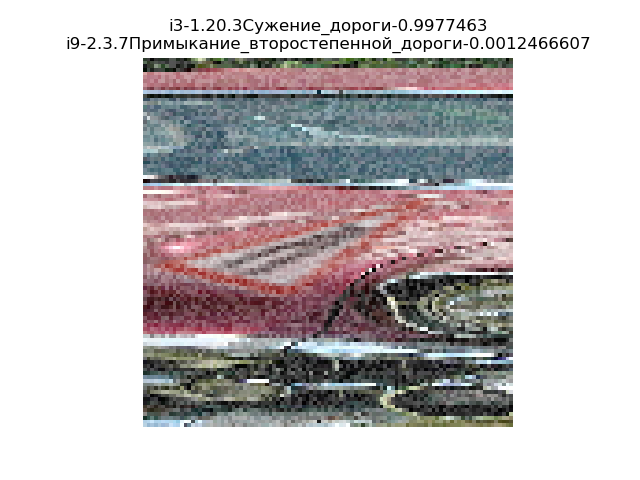 i3-1.20.3Сужение_дороги-0.9977463
i9-2.3.7Примыкание_второстепенной_дороги-0.0012466607